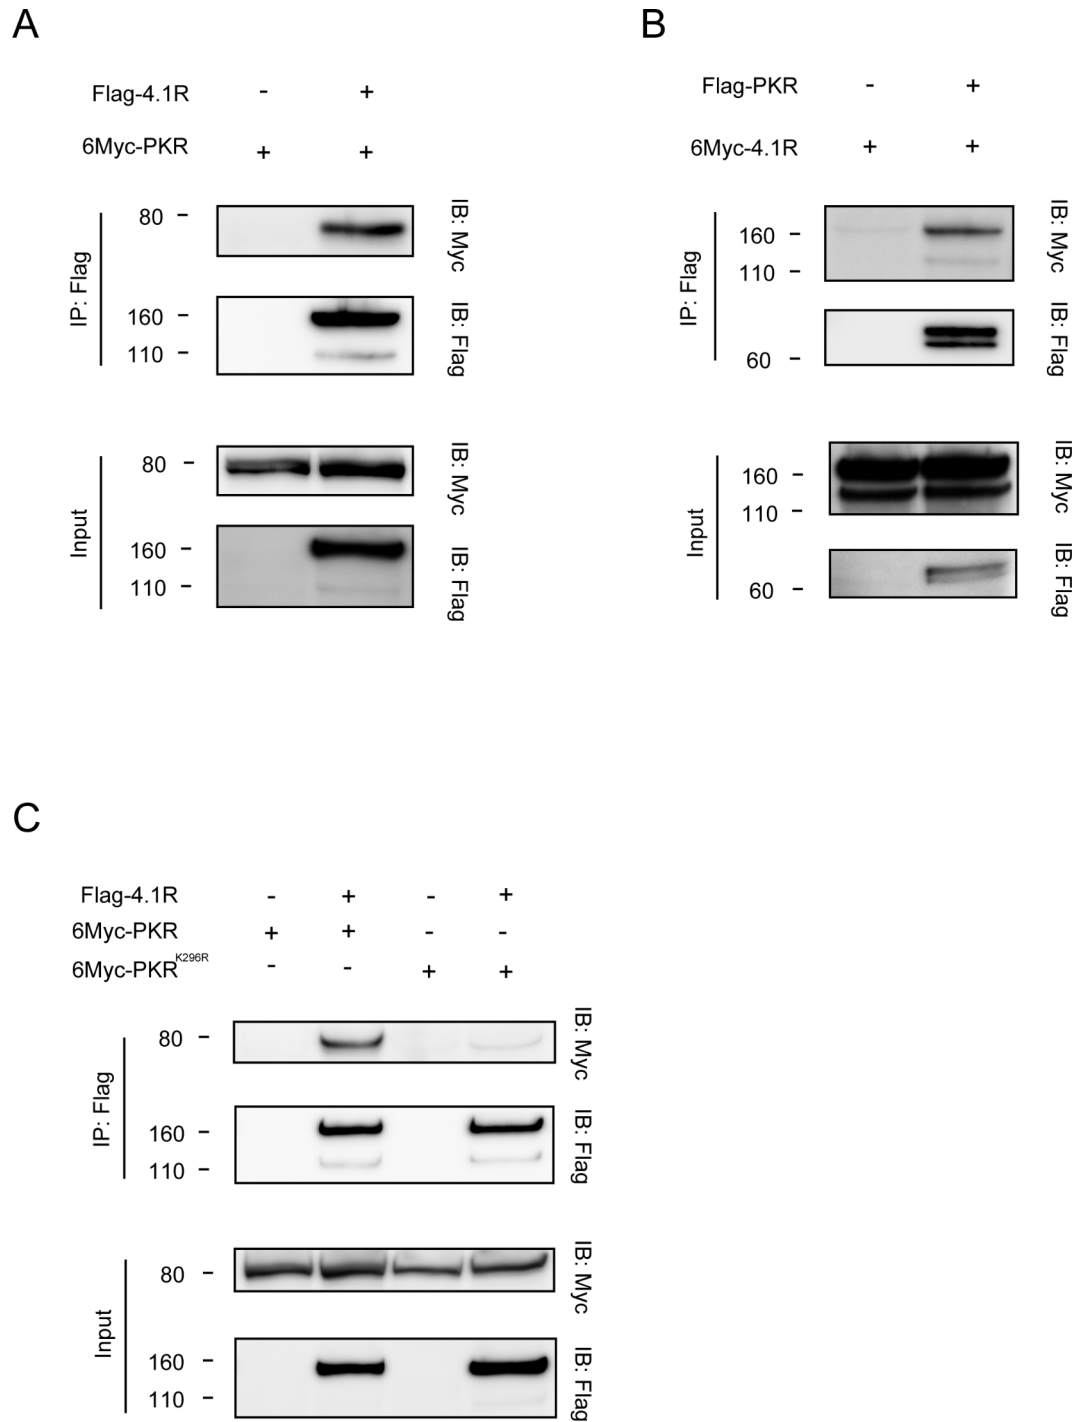 A
Flag-4.1R - +
6Myc-PKR + +
IP: Flag
80 -
IB: Myc
160 -
110 -
IB: Flag
Input
80 -
IB: Myc
160 -
110 -
IB: Flag
B
Flag-PKR - +
6Myc-4.1R + +
IP: Flag
160 -
110 -
IB: Myc
60 -
IB: Flag
Input
160 -
110 -
IB: Myc
60 -
IB: Flag
C
Flag-4.1R - + - +
6Myc-PKR + + - -
6Myc-PKR^K296R - - + +
IP: Flag
80 -
IB: Myc
160 -
110 -
IB: Flag
Input
80 -
IB: Myc
160 -
110 -
IB: Flag